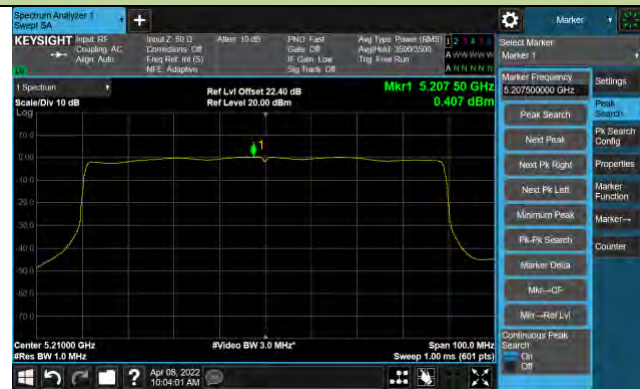 Spectrum Analyzer 1
Swept SA
Marker
KEYSIGHT
Input: RF
Coupling: AC
Align: Auto
Input Z: 50 Ω
Corrections: Off
Freq Ref: Int (S)
NFE: Adaptive
Atten: 10 dB
PNO: Fast
Gate: Off
IF Gain: Low
Sig Track: Off
Avg Type: Power (RMS)
Avg|Hold: 3500/3500
Trig: Free Run
A W W W W W
A N N N N N
Select Marker
Marker 1
1 Spectrum
Scale/Div 10 dB
Log
Ref Lvl Offset 22.40 dB
Ref Level 20.00 dBm
Mkr1 5.207 50 GHz
0.407 dBm
10.0
0.00
-10.0
-20.0
-30.0
-40.0
-50.0
-60.0
-70.0
1
Center 5.21000 GHz
#Res BW 1.0 MHz
#Video BW 3.0 MHz*
Span 100.0 MHz
Sweep 1.00 ms (601 pts)
Marker Frequency
5.207500000 GHz
Peak Search
Next Peak
Next Pk Right
Next Pk Left
Minimum Peak
Pk-Pk Search
Marker Delta
Mkr→CF
Mkr→Ref Lvl
Continuous Peak
Search
On
Off
Settings
Peak
Search
Pk Search
Config
Properties
Marker
Function
Marker→
Counter
?
Apr 08, 2022
10:04:01 AM